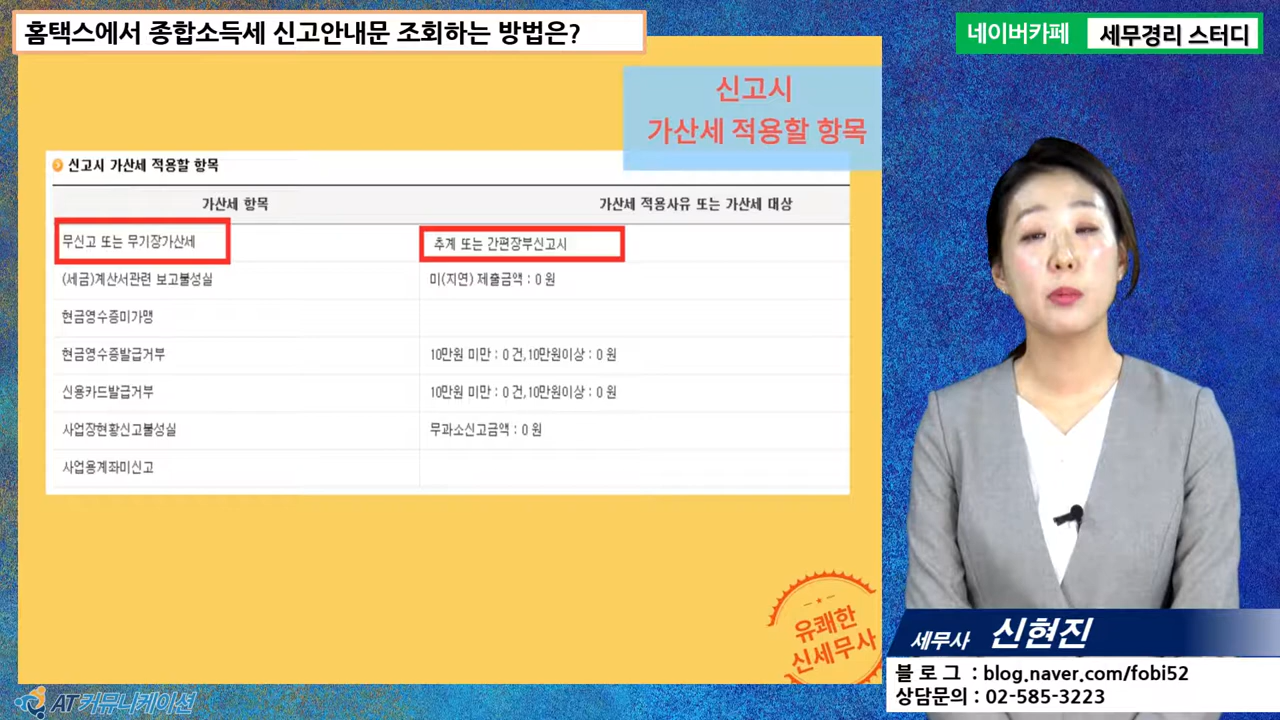 홈택스에서 종합소득세 신고안내문 조회하는 방법은?
네이버카페 세무경리 스터디
신고시
가산세 적용할 항목
신고시 가산세 적용할 항목
가산세 항목 가산세 적용사유 또는 가산세 대상
무신고 또는 무기장가산세 추계 또는 간편장부신고시
(세금)계산서관련 보고불성실 미(지연) 제출금액 : 0 원
현금영수증미가맹
현금영수증발급거부 10만원 미만 : 0 건,10만원이상 : 0 원
신용카드발급거부 10만원 미만 : 0 건,10만원이상 : 0 원
사업장현황신고불성실 무과소신고금액 : 0 원
사업용계좌미신고
유쾌한
신세무사
세무사 신현진
블로그 : blog.naver.com/fobi52
상담문의 : 02-585-3223
AT커뮤니케이션